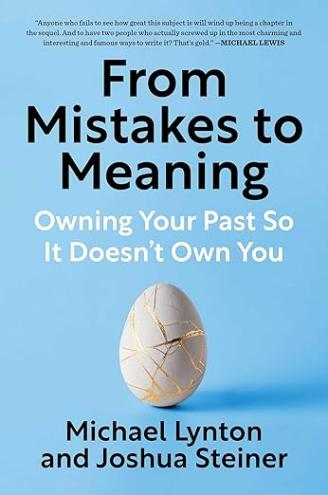 “Anyone who fails to see how great this subject is will wind up being a chapter in
the sequel. And to have two people who actually screwed up in the most charming and
interesting and famous ways to write it? That’s gold.” —MICHAEL LEWIS
From
Mistakes to
Meaning
Owning Your Past So
It Doesn’t Own You
Michael Lynton
and Joshua Steiner